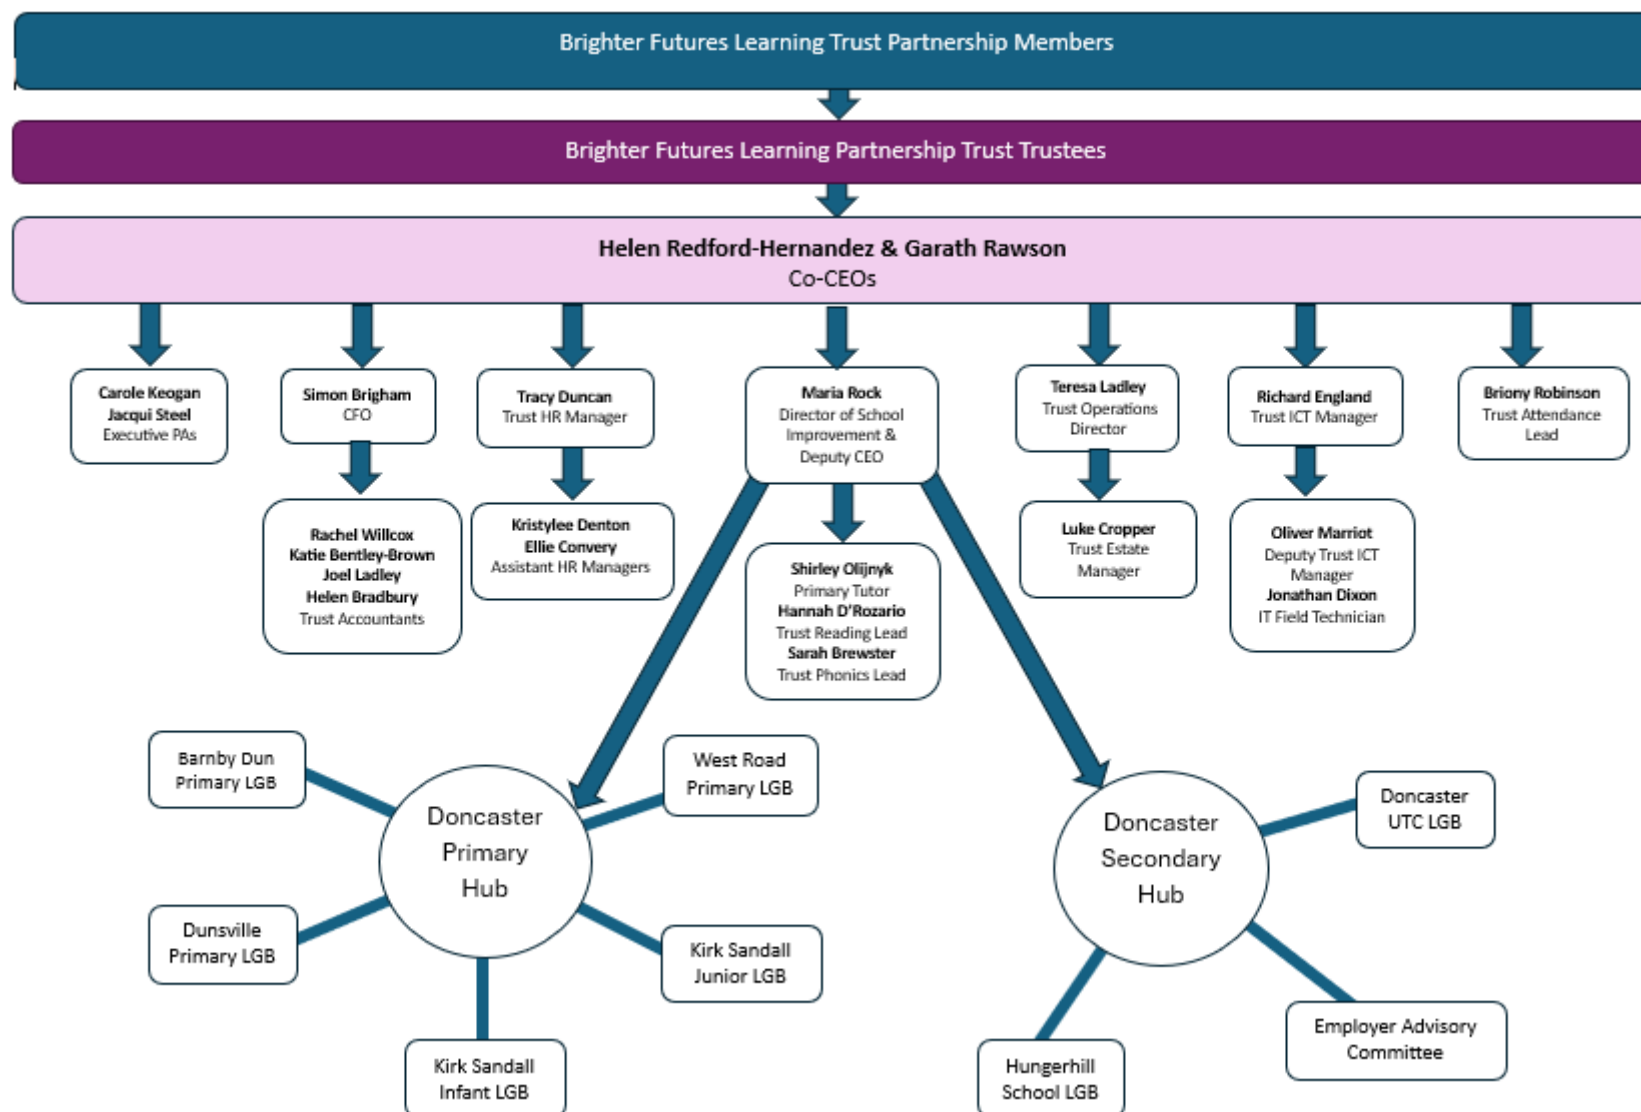 Brighter Futures Learning Trust Partnership Members
Brighter Futures Learning Partnership Trust Trustees
Helen Redford-Hernandez & Garath Rawson
Co-CEOs
Carole Keogan
Jacqui Steel
Executive PAs
Simon Brigham
CFO
Tracy Duncan
Trust HR Manager
Maria Rock
Director of School
Improvement &
Deputy CEO
Teresa Ladley
Trust Operations
Director
Richard England
Trust ICT Manager
Briony Robinson
Trust Attendance
Lead
Rachel Willcox
Katie Bentley-Brown
Joel Ladley
Helen Bradbury
Trust Accountants
Kristylee Denton
Ellie Convery
Assistant HR Managers
Shirley Olijnyk
Primary Tutor
Hannah D'Rozario
Trust Reading Lead
Sarah Brewster
Trust Phonics Lead
Luke Cropper
Trust Estate
Manager
Oliver Marriot
Deputy Trust ICT
Manager
Jonathan Dixon
IT Field Technician
Barnby Dun
Primary LGB
West Road
Primary LGB
Doncaster
Primary
Hub
Dunsville
Primary LGB
Kirk Sandall
Junior LGB
Kirk Sandall
Infant LGB
Doncaster
Secondary
Hub
Doncaster
UTC LGB
Employer Advisory
Committee
Hungerhill
School LGB